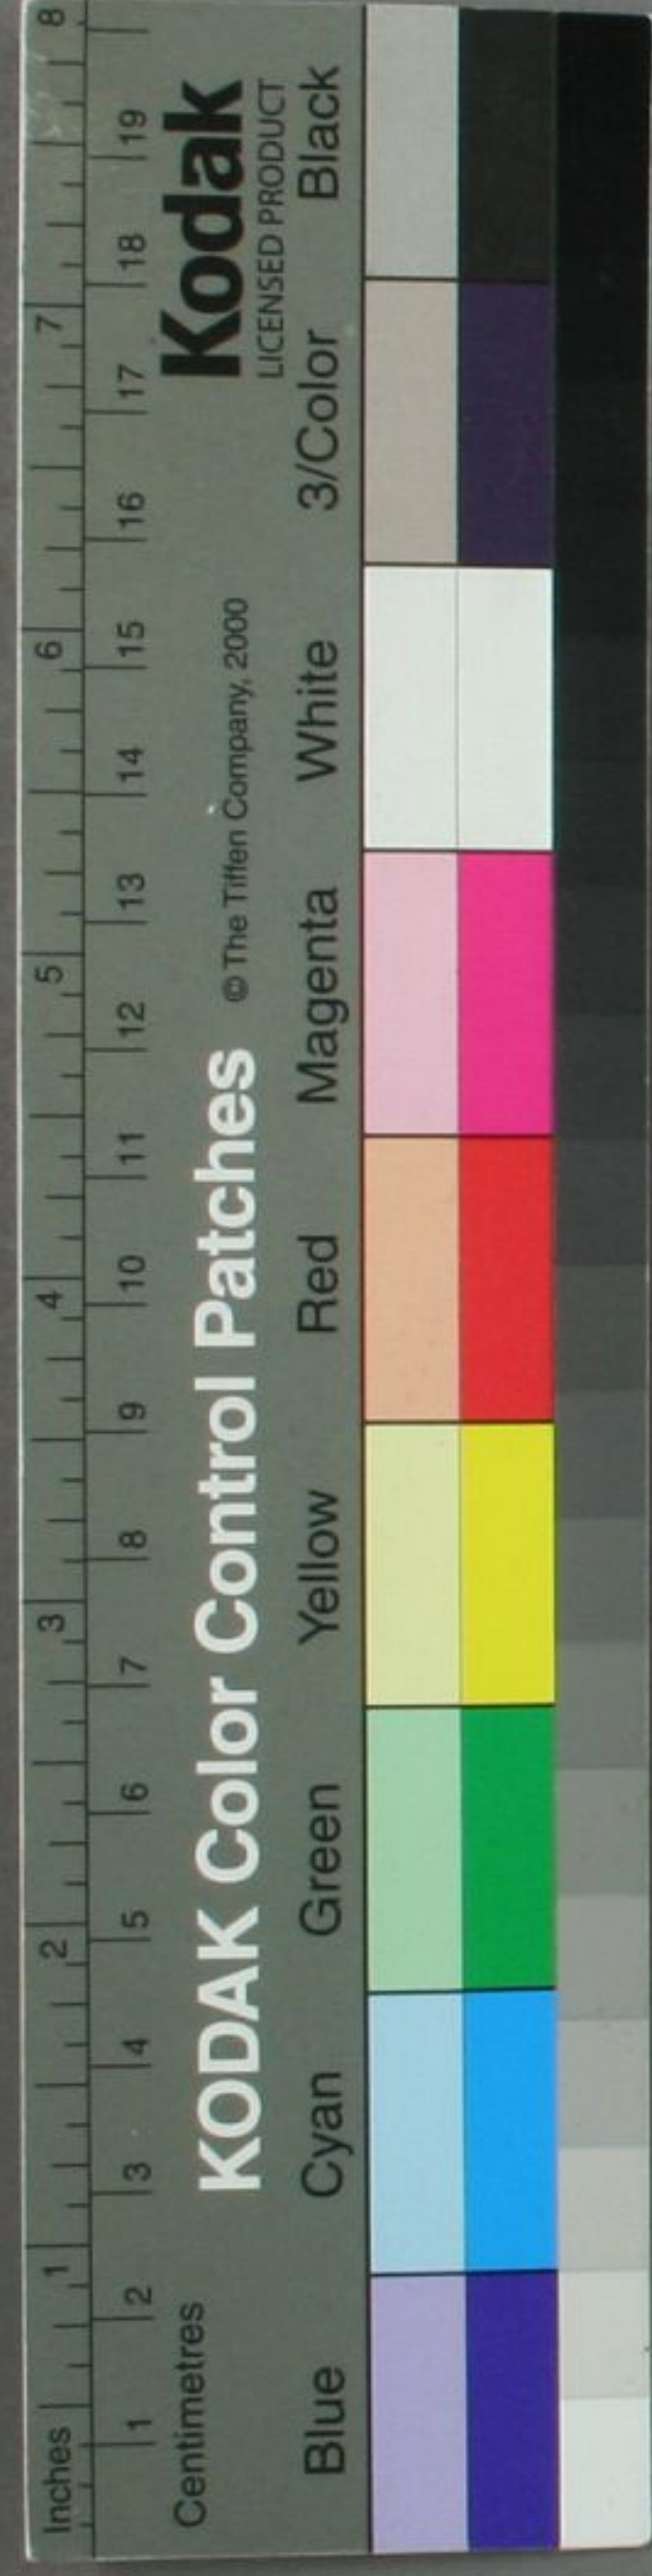 Inches 1 2 3 4 5 6 7 8
1 2 3 4 5 6 7 8 9 10 11 12 13 14 15 16 17 18 19
Centimetres
KODAK Color Control Patches © The Tiffen Company, 2000 Kodak
LICENSED PRODUCT
Blue Cyan Green Yellow Red Magenta White 3/Color Black